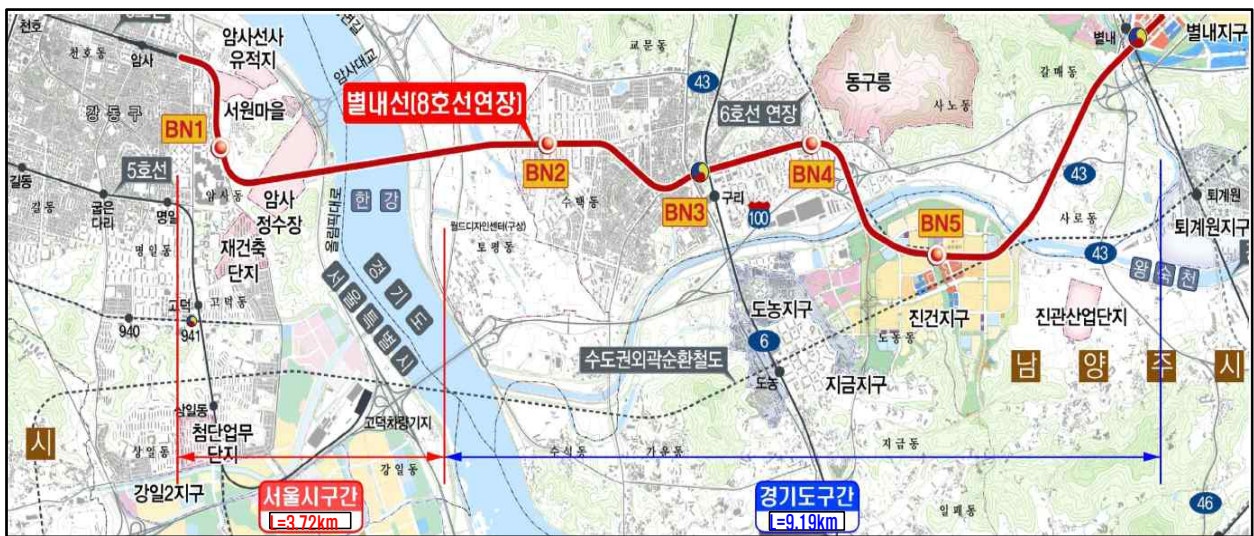 천호
천호동
암사
강동구
암사선사
유적지
암사대교
교문동
43
별내
별내지구
갈매동
동구릉
사노동
별내선(8호선연장)
6호선 연장
BN1
서원마을
BN2
BN3
BN4
BN5
5호선
길동
길동
굽은
다리
명일
명일동
암사동
암사
정수장
재건축
단지
올림픽대로
한강
수택동
구리
100
월드디자인센터(구상)
토평동
43
사로동
43
퇴계원
퇴계원지구
왕숙천
경기도
서울특별시
고덕
고덕동
940
941
도농지구
6
도농
진건지구
도농동
진관산업단지
남양주시
수도권외곽순환철도
지금지구
상일동
상일동
첨단업무
단지
고덕차량기지
강일동
수석동
가운동
지금동
시
강일2지구
서울시구간
L=3.72km
경기도구간
L=9.19km
일패동
46